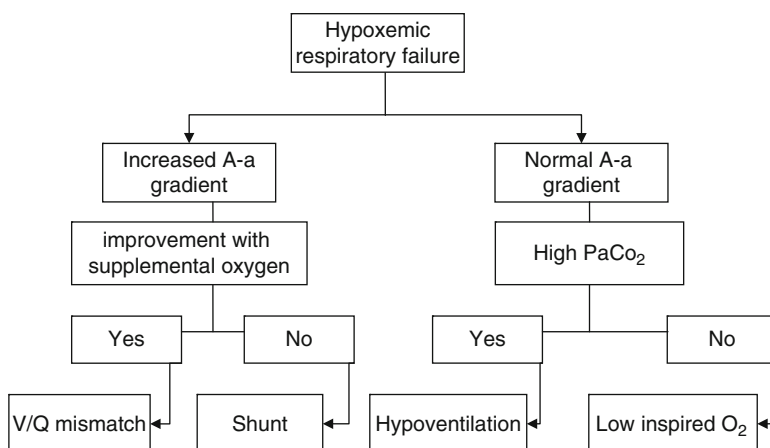 Hypoxemic
respiratory failure
Increased A-a
gradient
Normal A-a
gradient
improvement with
supplemental oxygen
High PaCo₂
Yes
No
Yes
No
V/Q mismatch
Shunt
Hypoventilation
Low inspired O₂